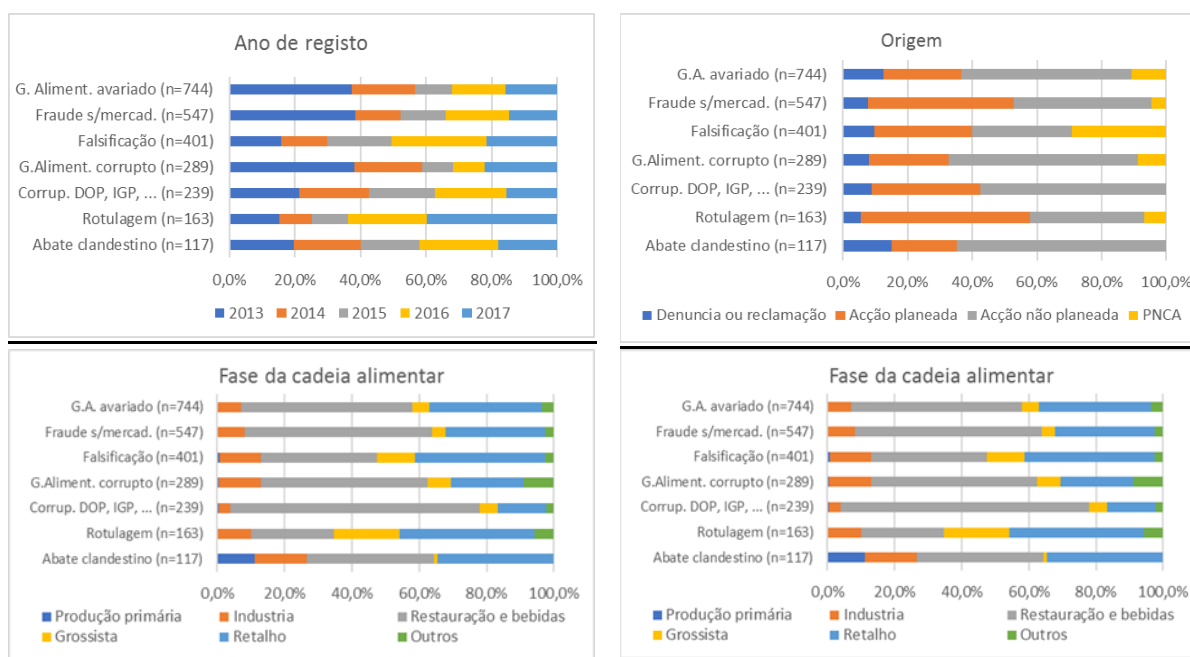 Ano de registo
G. Aliment. avariado (n=744)
Fraude s/mercad. (n=547)
Falsificação (n=401)
G.Aliment. corrupto (n=289)
Corrup. DOP, IGP, ... (n=239)
Rotulagem (n=163)
Abate clandestino (n=117)
0,0% 20,0% 40,0% 60,0% 80,0% 100,0%
2013 2014 2015 2016 2017
Origem
G.A. avariado (n=744)
Fraude s/mercad. (n=547)
Falsificação (n=401)
G.Aliment. corrupto (n=289)
Corrup. DOP, IGP, ... (n=239)
Rotulagem (n=163)
Abate clandestino (n=117)
0,0% 20,0% 40,0% 60,0% 80,0% 100,0%
Denuncia ou reclamação Acção planeada Acção não planeada PNCA
Fase da cadeia alimentar
G.A. avariado (n=744)
Fraude s/mercad. (n=547)
Falsificação (n=401)
G.Aliment. corrupto (n=289)
Corrup. DOP, IGP, ... (n=239)
Rotulagem (n=163)
Abate clandestino (n=117)
0,0% 20,0% 40,0% 60,0% 80,0% 100,0%
Produção primária Industria Restauração e bebidas
Grossista Retalho Outros
Fase da cadeia alimentar
G.A. avariado (n=744)
Fraude s/mercad. (n=547)
Falsificação (n=401)
G.Aliment. corrupto (n=289)
Corrup. DOP, IGP, ... (n=239)
Rotulagem (n=163)
Abate clandestino (n=117)
0,0% 20,0% 40,0% 60,0% 80,0% 100,0%
Produção primária Industria Restauração e bebidas
Grossista Retalho Outros